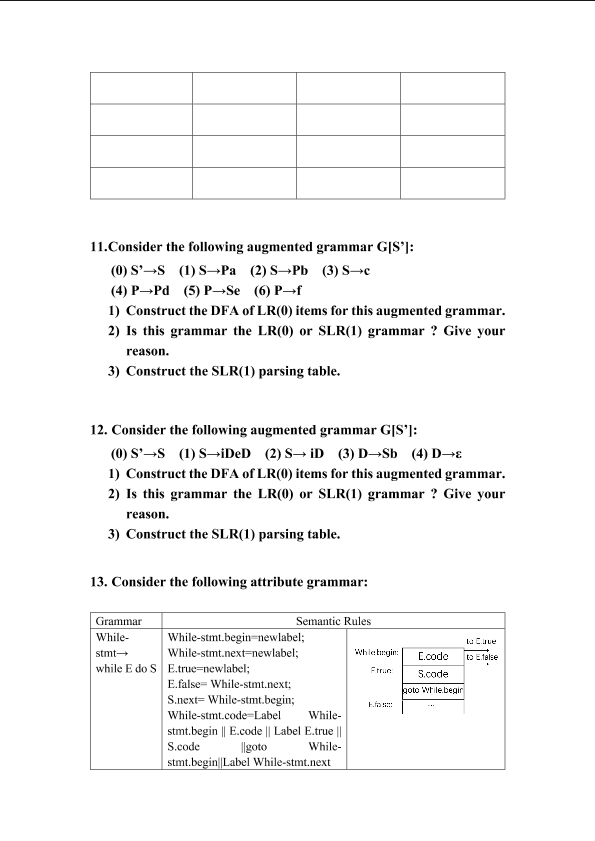 11.Consider the following augmented grammar G[S’]:
(0) S’→S (1) S→Pa (2) S→Pb (3) S→c
(4) P→Pd (5) P→Se (6) P→f
1) Construct the DFA of LR(0) items for this augmented grammar.
2) Is this grammar the LR(0) or SLR(1) grammar ? Give your
reason.
3) Construct the SLR(1) parsing table.
12. Consider the following augmented grammar G[S’]:
(0) S’→S (1) S→iDeD (2) S→ iD (3) D→Sb (4) D→ε
1) Construct the DFA of LR(0) items for this augmented grammar.
2) Is this grammar the LR(0) or SLR(1) grammar ? Give your
reason.
3) Construct the SLR(1) parsing table.
13. Consider the following attribute grammar:
Grammar Semantic Rules
While-
stmt→
while E do S
While-stmt.begin=newlabel;
While-stmt.next=newlabel;
E.true=newlabel;
E.false= While-stmt.next;
S.next= While-stmt.begin;
While-stmt.code=Label While-
stmt.begin || E.code || Label E.true ||
S.code ||goto While-
stmt.begin||Label While-stmt.next
to E.true
While.begin: E.code to E.false
E.true: S.code
goto While.begin
E.false: ...